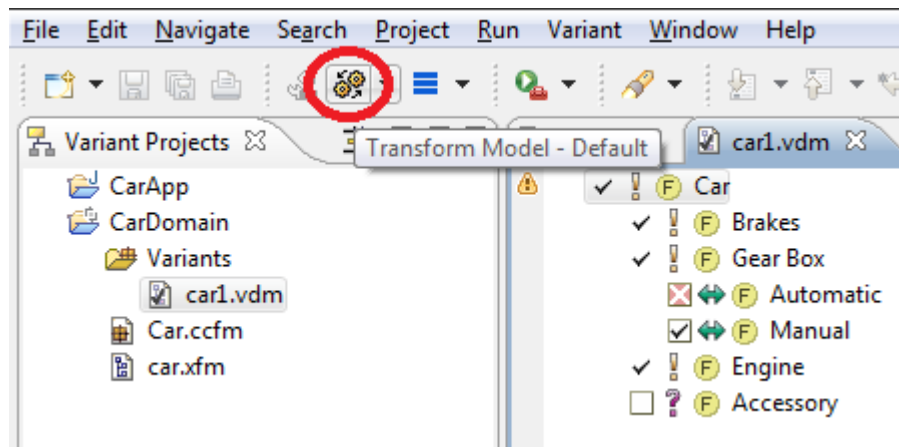 File Edit Navigate Search Project Run Variant Window Help
Transform Model - Default
Variant Projects
car1.vdm
CarApp
CarDomain
Variants
car1.vdm
Car.ccfm
car.xfm
F Car
F Brakes
F Gear Box
F Automatic
F Manual
F Engine
? F Accessory